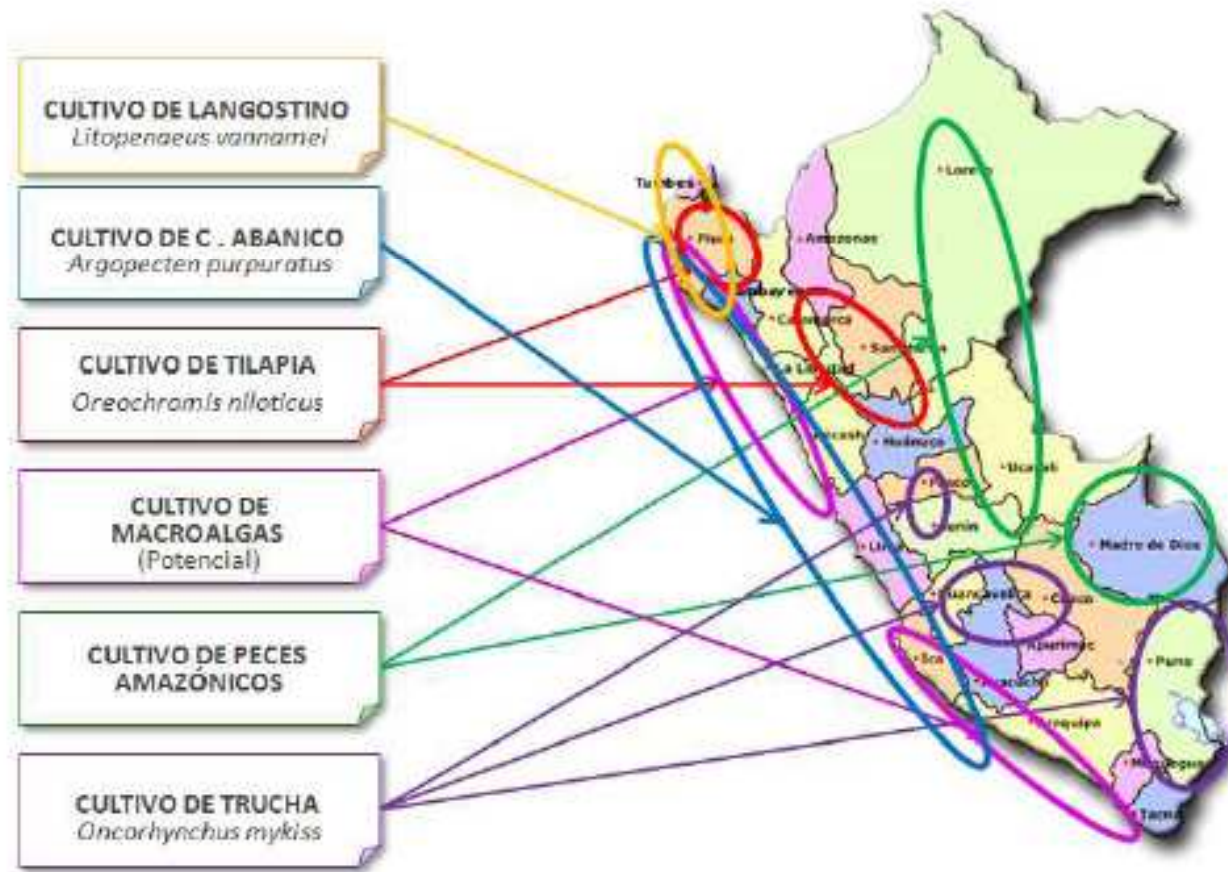 CULTIVO DE LANGOSTINO
Litopenaeus vannamei
CULTIVO DE C . ABANICO
Argopecten purpuratus
CULTIVO DE TILAPIA
Oreochromis niloticus
CULTIVO DE
MACROALGAS
(Potencial)
CULTIVO DE PECES
AMAZÓNICOS
CULTIVO DE TRUCHA
Oncorhynchus mykiss
Loreto
Tumbes
Piura
Amazonas
Cajamarca
San Martín
La Libertad
Ancash
Huánuco
Ucayali
Pasco
Junin
Lima
Madre de Dios
Huancavelica
Cusco
Apurimac
Ica
Ayacucho
Puno
Arequipa
Moquegua
Tacna